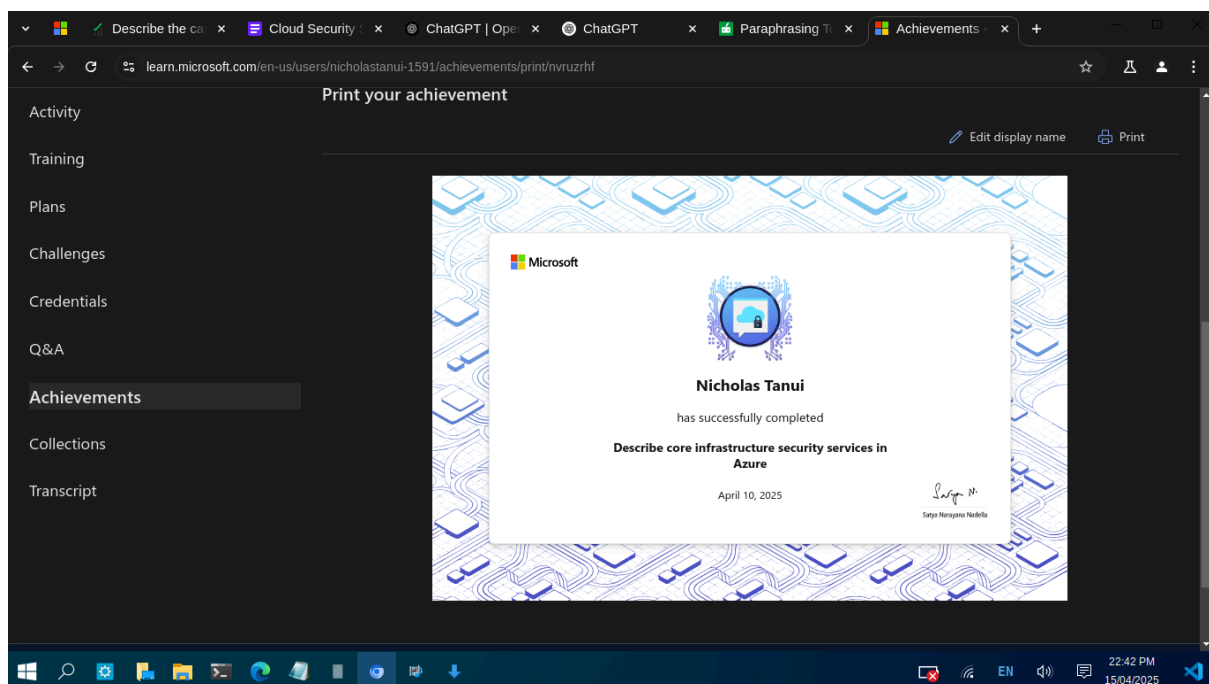 Describe the ca
Cloud Security S
ChatGPT | Ope
ChatGPT
Paraphrasing To
Achievements -
learn.microsoft.com/en-us/users/nicholastanui-1591/achievements/print/nvruzrhf
Print your achievement
Activity
Edit display name
Print
Training
Plans
Challenges
Credentials
Q&A
Achievements
Collections
Transcript
Microsoft
Nicholas Tanui
has successfully completed
Describe core infrastructure security services in
Azure
April 10, 2025
Satya Narayana Nadella
EN
22:42 PM
15/04/2025